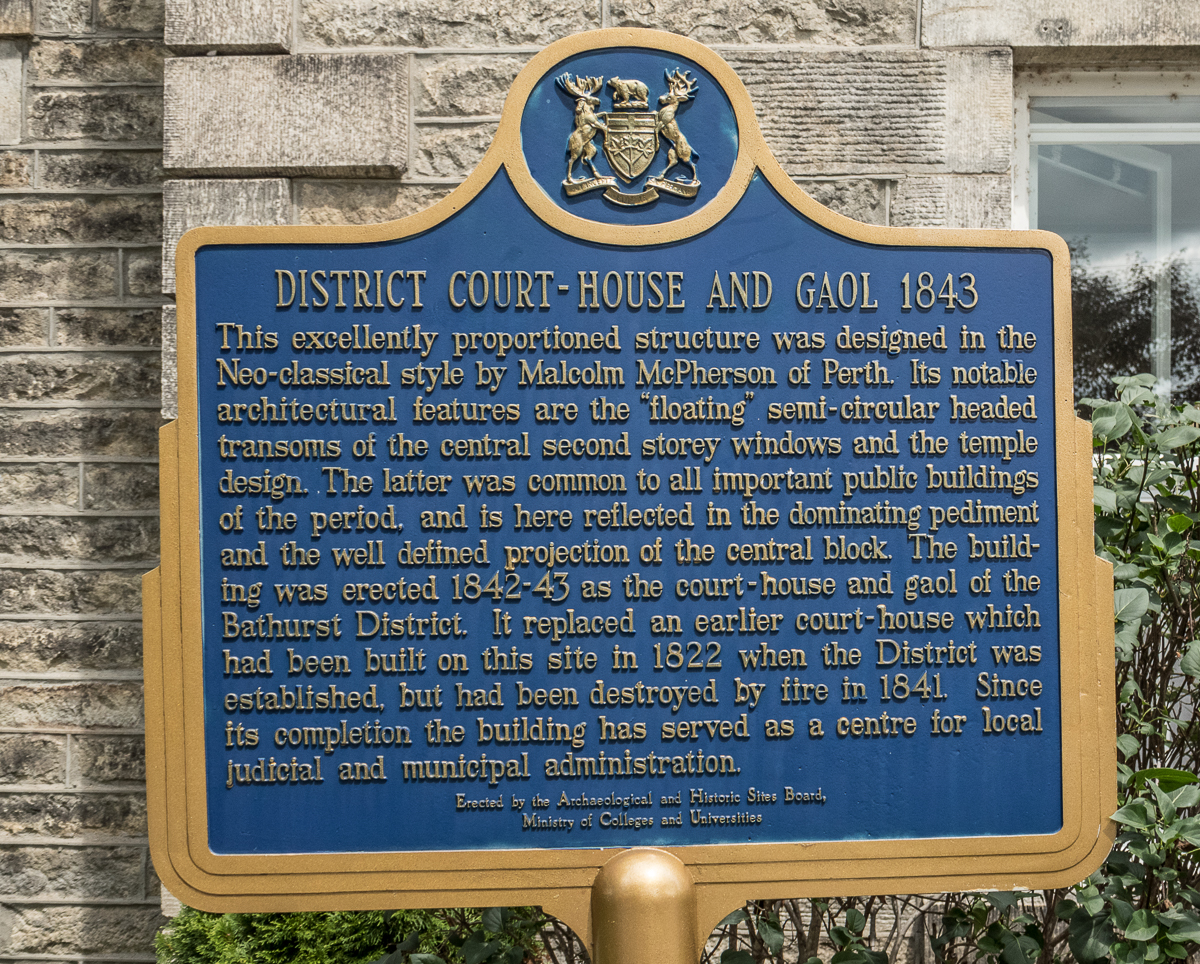 DISTRICT COURT-HOUSE AND GAOL 1843
This excellently proportioned structure was designed in the
Neo-classical style by Malcolm McPherson of Perth. Its notable
architectural features are the "floating" semi-circular headed
transoms of the central second storey windows and the temple
design. The latter was common to all important public buildings
of the period, and is here reflected in the dominating pediment
and the well defined projection of the central block. The build-
ing was erected 1842-43 as the court-house and gaol of the
Bathurst District. It replaced an earlier court-house which
had been built on this site in 1822 when the District was
established, but had been destroyed by fire in 1841. Since
its completion the building has served as a centre for local
judicial and municipal administration.
Erected by the Archaeological and Historic Sites Board,
Ministry of Colleges and Universities